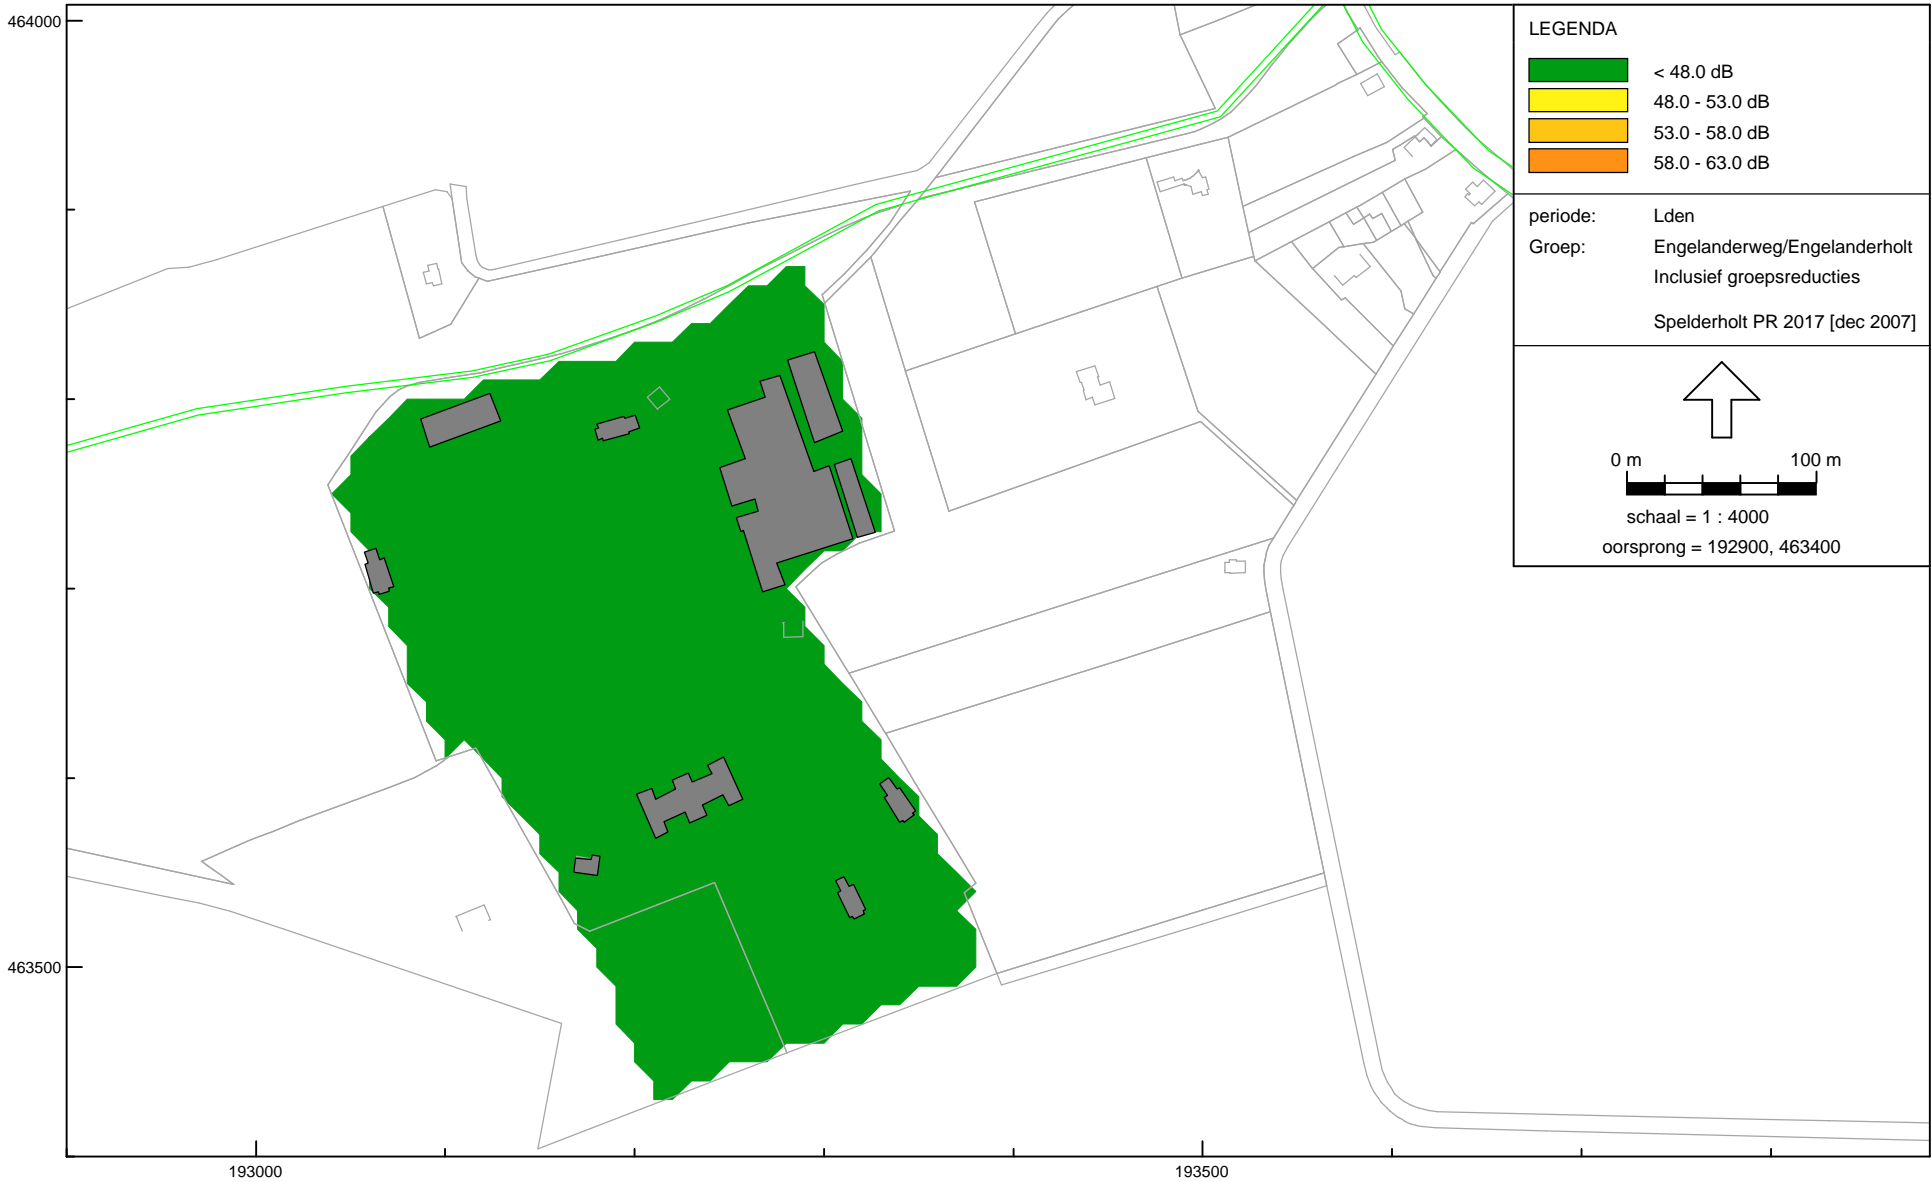 464000
463500
193000
193500
LEGENDA
< 48.0 dB
48.0 - 53.0 dB
53.0 - 58.0 dB
58.0 - 63.0 dB
periode: Lden
Groep: Engelanderweg/Engelanderholt
Inclusief groepsreducties
Spelderholt PR 2017 [dec 2007]
0 m 100 m
schaal = 1 : 4000
oorsprong = 192900, 463400